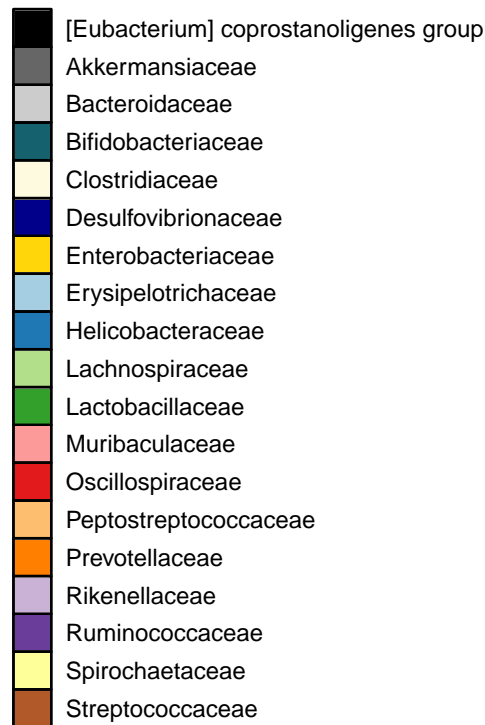 [Eubacterium] coprostanoligenes group
Akkermansiaceae
Bacteroidaceae
Bifidobacteriaceae
Clostridiaceae
Desulfovibrionaceae
Enterobacteriaceae
Erysipelotrichaceae
Helicobacteraceae
Lachnospiraceae
Lactobacillaceae
Muribaculaceae
Oscillospiraceae
Peptostreptococcaceae
Prevotellaceae
Rikenellaceae
Ruminococcaceae
Spirochaetaceae
Streptococcaceae